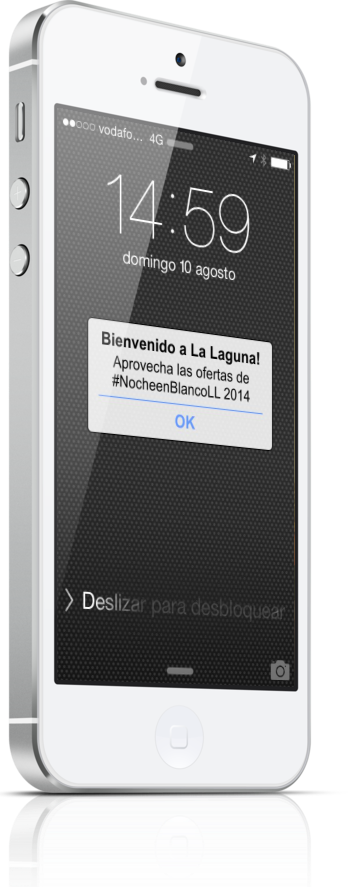 vodafo... 4G
14:59
domingo 10 agosto
Bienvenido a La Laguna!
Aprovecha las ofertas de
#NocheenBlancoLL 2014
OK
Deslizar para desbloquear